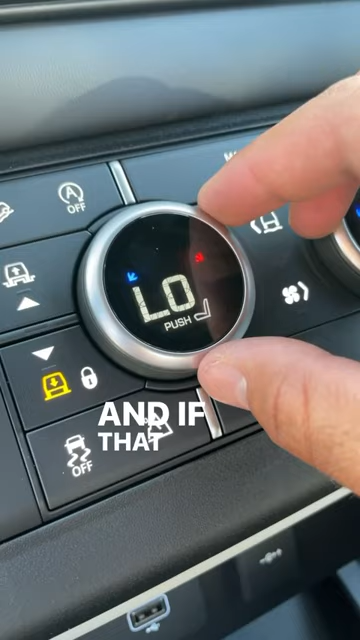 OFF
LO
PUSH
AND IF
THAT
OFF